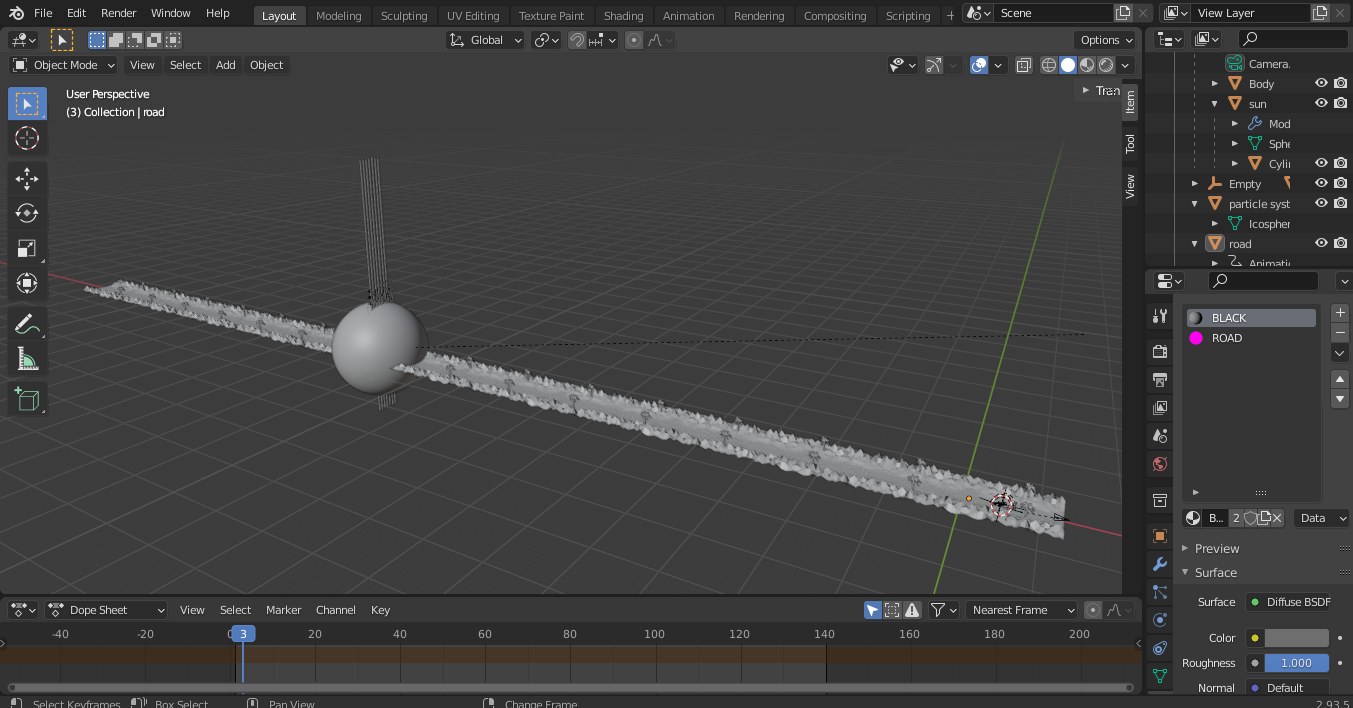 File Edit Render Window Help Layout Modeling Sculpting UV Editing Texture Paint Shading Animation Rendering Compositing Scripting + Scene View Layer
Global Options
Object Mode View Select Add Object
User Perspective
(3) Collection | road
Tran
Item
Tool
View
Camera.
Body
sun
Mod
Sphe
Cylin
Empty
particle syst
Icospher
road
Animati
BLACK
ROAD
B... 2 Data
Preview
Surface
Surface Diffuse BSDF
Color
Roughness 1.000
Normal Default
Dope Sheet View Select Marker Channel Key Nearest Frame
-40 -20 0 3 20 40 60 80 100 120 140 160 180 200
Select Keyframes Box Select Pan View Change Frame 2.93.5